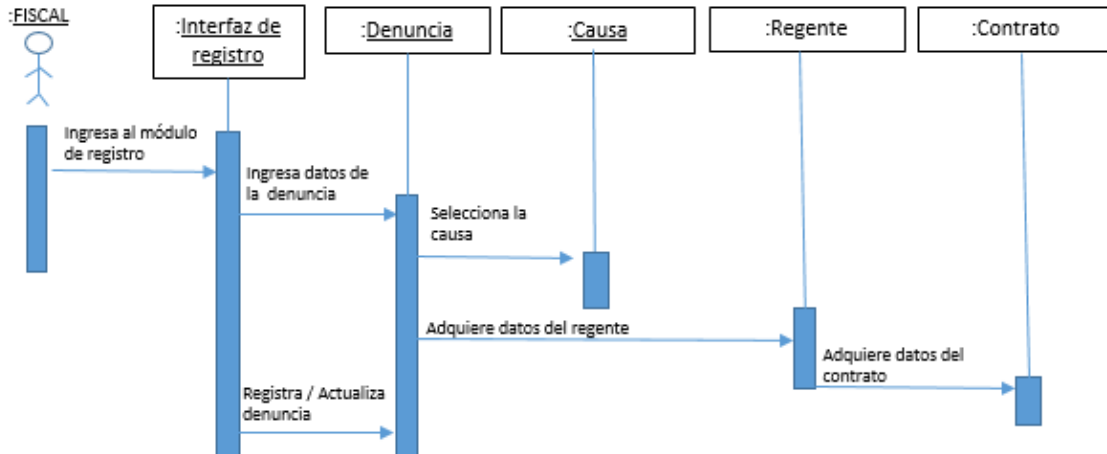 :FISCAL
:Interfaz de
registro
:Denuncia
:Causa
:Regente
:Contrato
Ingresa al módulo
de registro
Ingresa datos de
la denuncia
Selecciona la
causa
Adquiere datos del regente
Adquiere datos del
contrato
Registra / Actualiza
denuncia